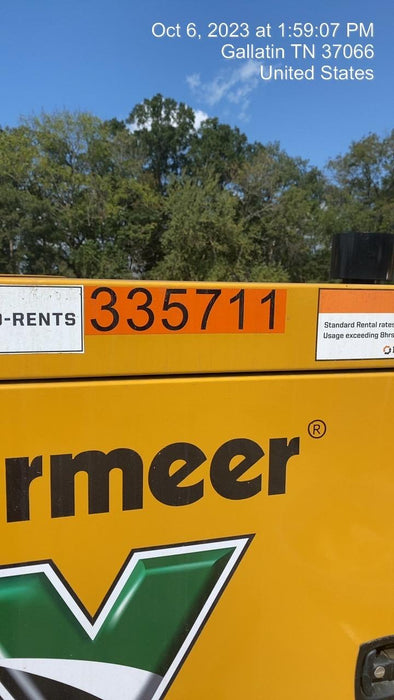 Oct 6, 2023 at 1:59:07 PM
Gallatin TN 37066
United States
-RENTS 335711
Standard Rental rates
Usage exceeding 8hrs
rmeer®